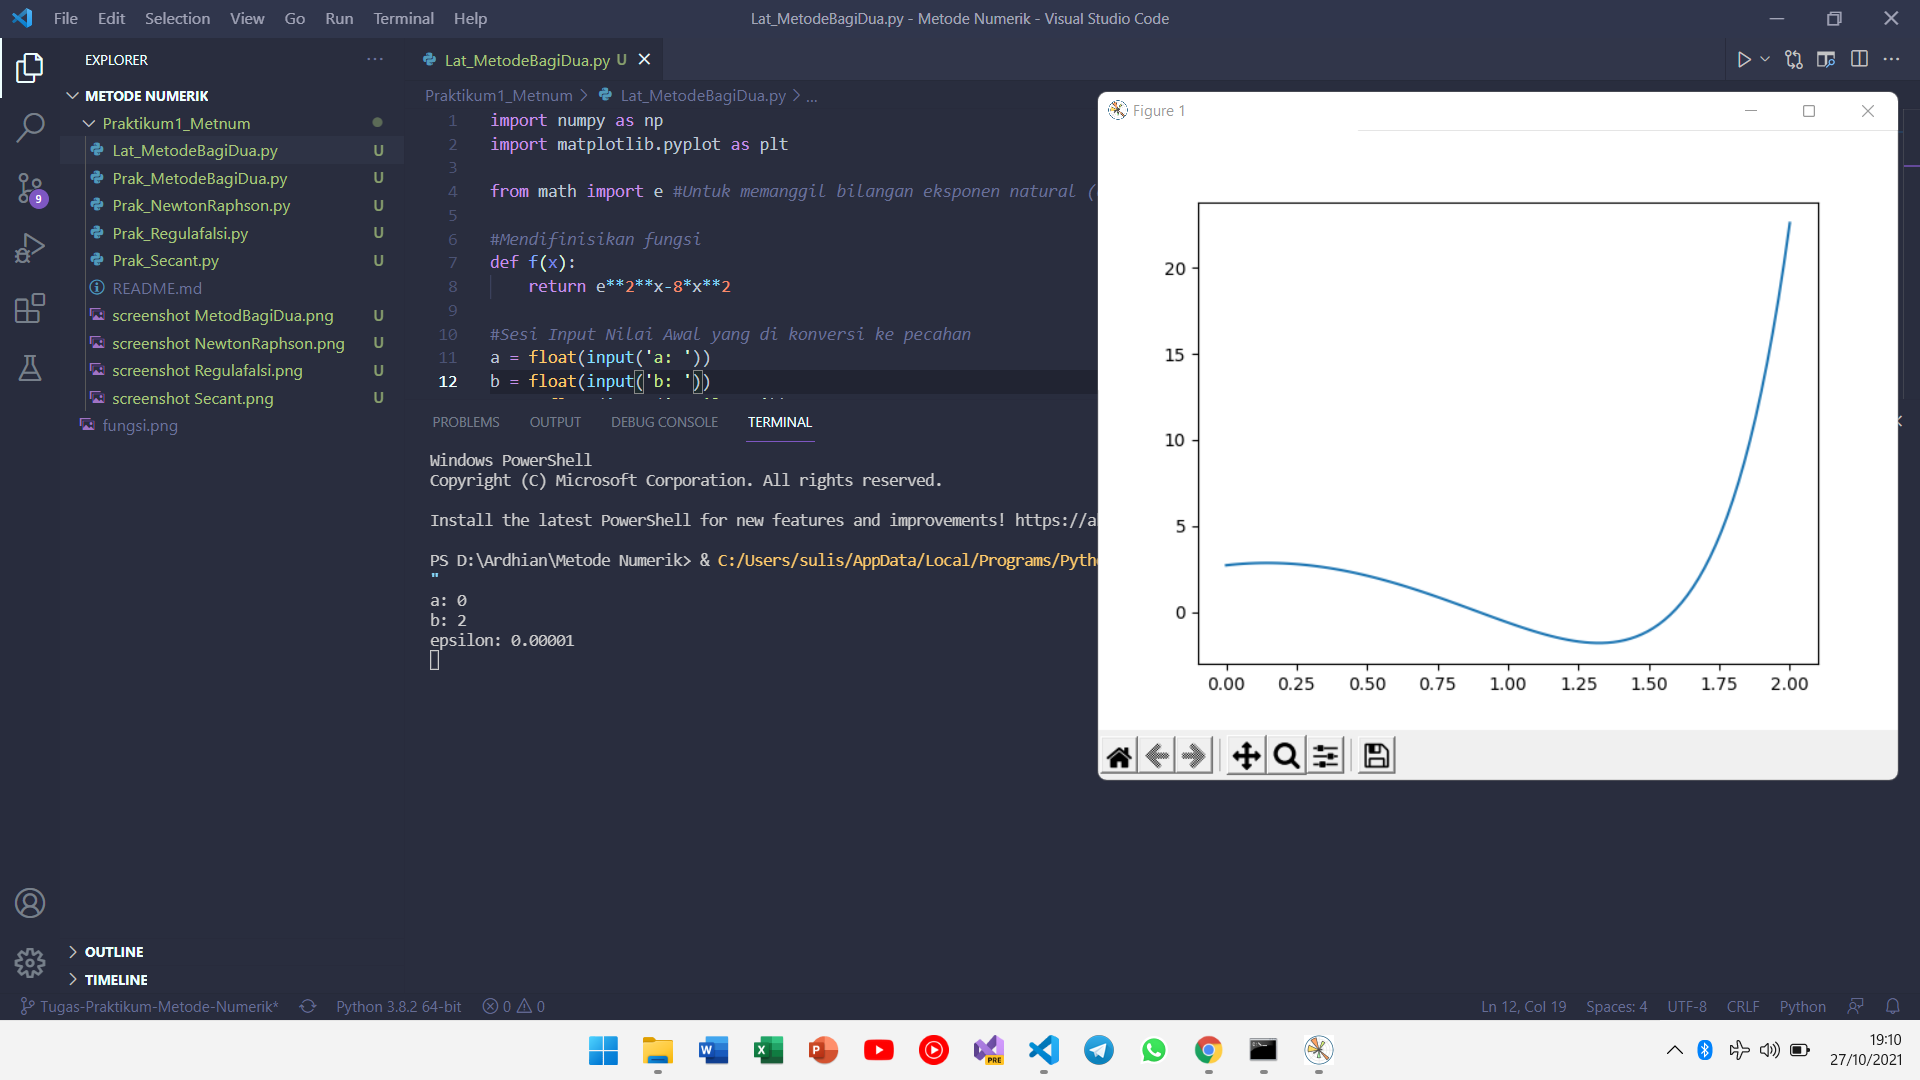 File Edit Selection View Go Run Terminal Help
Lat_MetodeBagiDua.py - Metode Numerik - Visual Studio Code
EXPLORER
METODE NUMERIK
Praktikum1_Metnum
Lat_MetodeBagiDua.py U
Prak_MetodeBagiDua.py U
Prak_NewtonRaphson.py U
Prak_Regulafalsi.py U
Prak_Secant.py U
README.md
screenshot MetodBagiDua.png U
screenshot NewtonRaphson.png U
screenshot Regulafalsi.png U
screenshot Secant.png U
fungsi.png
9
OUTLINE
TIMELINE
Lat_MetodeBagiDua.py U
Praktikum1_Metnum > Lat_MetodeBagiDua.py > ...
1 import numpy as np
2 import matplotlib.pyplot as plt
3
4 from math import e #Untuk memanggil bilangan eksponen natural (
5
6 #Mendifinisikan fungsi
7 def f(x):
8 return e**2**x-8*x**2
9
10 #Sesi Input Nilai Awal yang di konversi ke pecahan
11 a = float(input('a: '))
12 b = float(input('b: '))
PROBLEMS OUTPUT DEBUG CONSOLE TERMINAL
Windows PowerShell
Copyright (C) Microsoft Corporation. All rights reserved.
Install the latest PowerShell for new features and improvements! https://a
PS D:\Ardhian\Metode Numerik> & C:/Users/sulis/AppData/Local/Programs/Pyth
"
a: 0
b: 2
epsilon: 0.00001
Figure 1
20
15
10
5
0
0.00 0.25 0.50 0.75 1.00 1.25 1.50 1.75 2.00
Tugas-Praktikum-Metode-Numerik* Python 3.8.2 64-bit 0 0
Ln 12, Col 19 Spaces: 4 UTF-8 CRLF Python
W X P PRE
19:10
27/10/2021